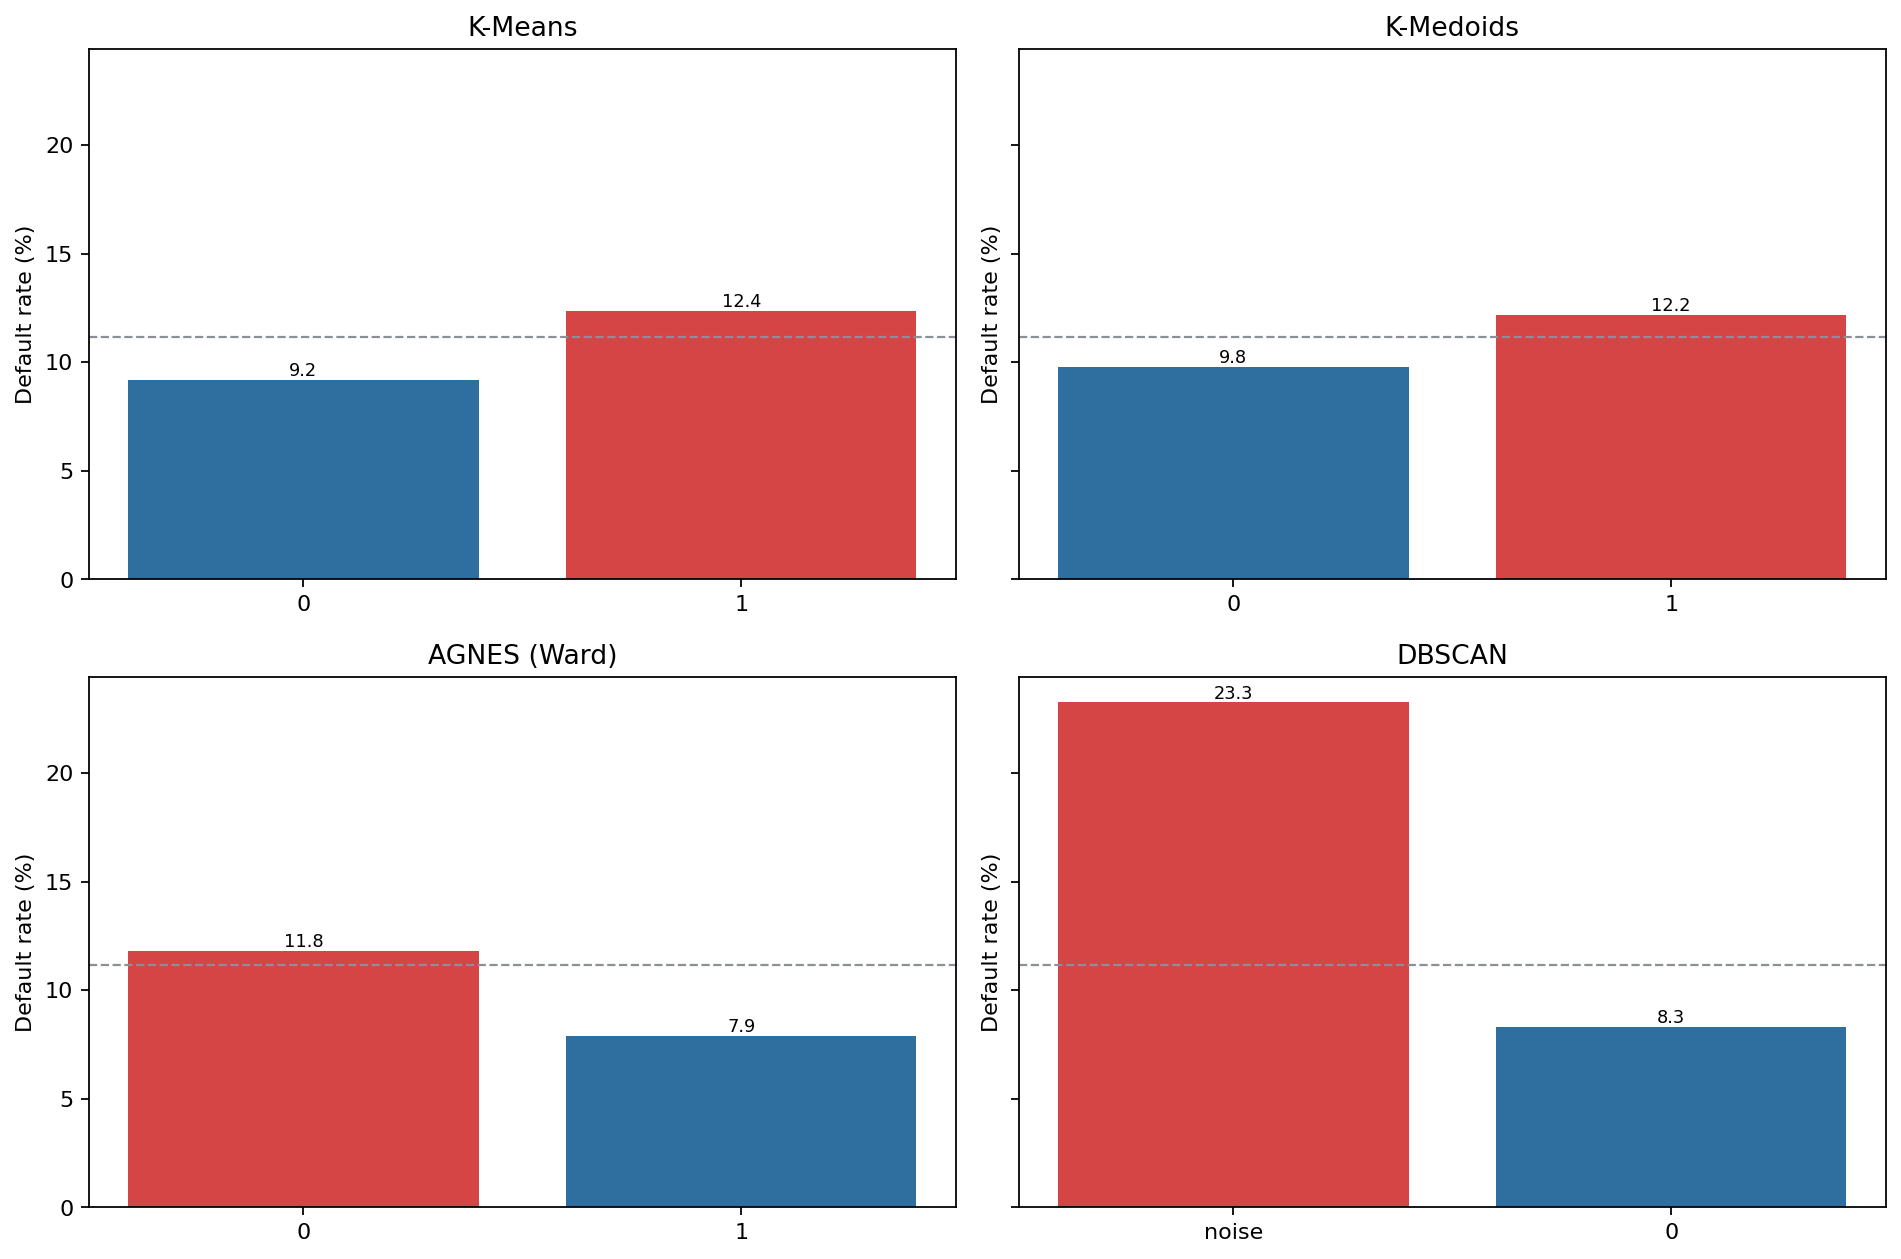 K-Means
Default rate (%)
20
15
10
5
0
9.2
12.4
0
1
K-Medoids
Default rate (%)
9.8
12.2
0
1
AGNES (Ward)
Default rate (%)
20
15
10
5
0
11.8
7.9
0
1
DBSCAN
Default rate (%)
23.3
8.3
noise
0